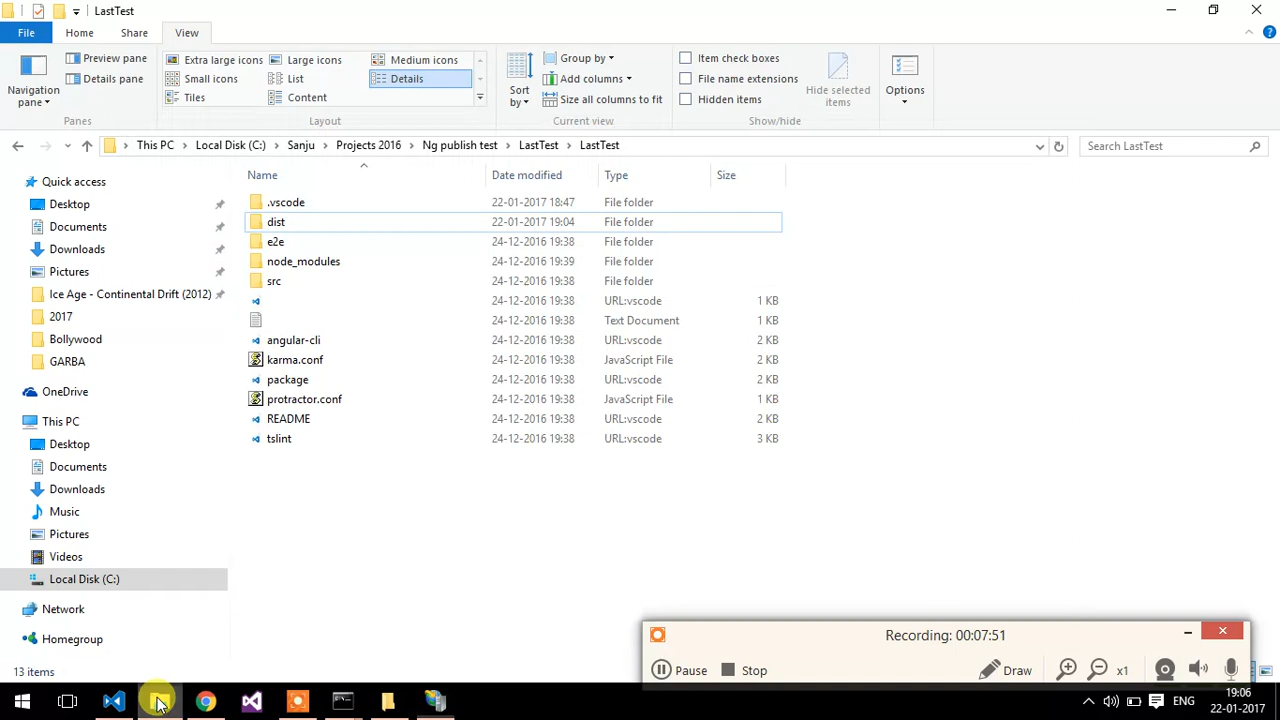 LastTest
File Home Share View
Navigation pane
Preview pane
Details pane
Panes
Extra large icons Large icons Medium icons
Small icons List Details
Tiles Content
Layout
Sort by
Group by
Add columns
Size all columns to fit
Current view
Item check boxes
File name extensions
Hidden items
Hide selected items
Show/hide
Options
This PC Local Disk (C:) Sanju Projects 2016 Ng publish test LastTest LastTest
Search LastTest
Quick access
Desktop
Documents
Downloads
Pictures
Ice Age - Continental Drift (2012)
2017
Bollywood
GARBA
OneDrive
This PC
Desktop
Documents
Downloads
Music
Pictures
Videos
Local Disk (C:)
Network
Homegroup
Name Date modified Type Size
.vscode 22-01-2017 18:47 File folder
dist 22-01-2017 19:04 File folder
e2e 24-12-2016 19:38 File folder
node_modules 24-12-2016 19:39 File folder
src 24-12-2016 19:38 File folder
24-12-2016 19:38 URL:vscode 1 KB
24-12-2016 19:38 Text Document 1 KB
angular-cli 24-12-2016 19:38 URL:vscode 2 KB
karma.conf 24-12-2016 19:38 JavaScript File 2 KB
package 24-12-2016 19:38 URL:vscode 2 KB
protractor.conf 24-12-2016 19:38 JavaScript File 1 KB
README 24-12-2016 19:38 URL:vscode 2 KB
tslint 24-12-2016 19:38 URL:vscode 3 KB
13 items
Recording: 00:07:51
Pause Stop Draw x1
ENG
19:06
22-01-2017